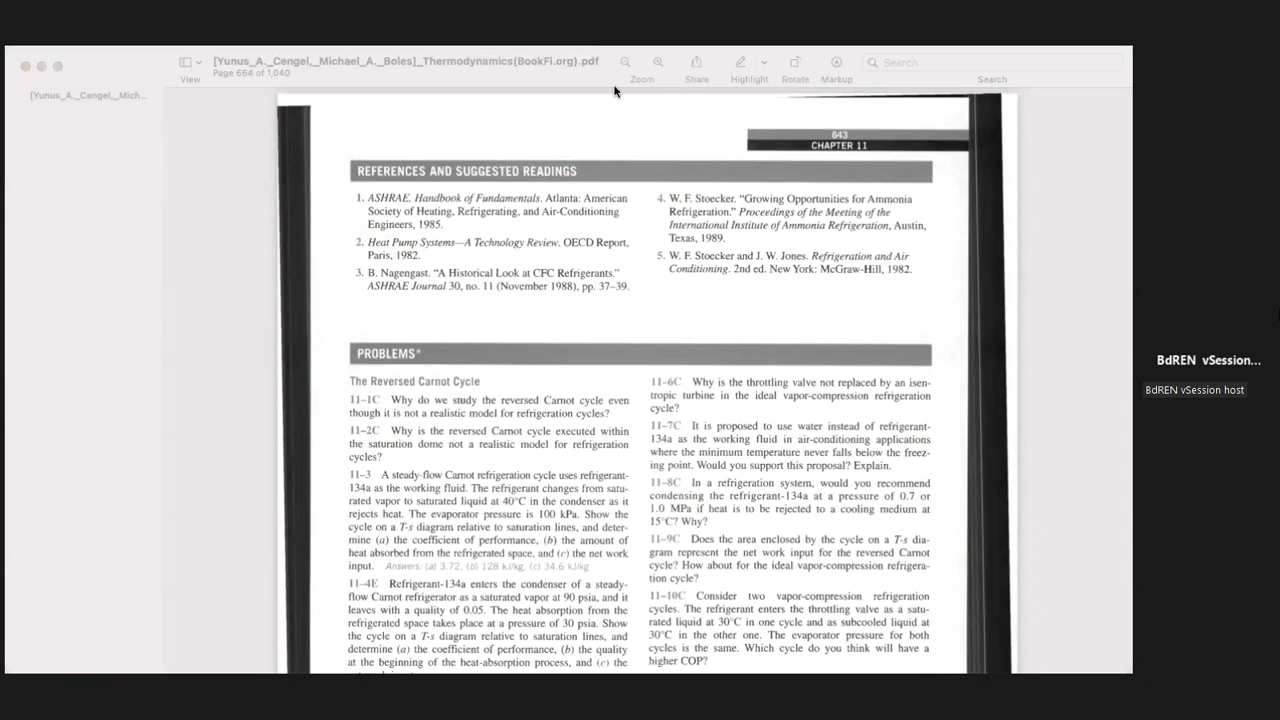 [Yunus_A._Cengel,_Michael_A._Boles]_Thermodynamics(BookFi.org).pdf
Page 664 of 1,040
View
Zoom
Share
Highlight
Rotate
Markup
Search
Search
[Yunus_A._Cengel,_Mich...
643
CHAPTER 11
REFERENCES AND SUGGESTED READINGS
1. ASHRAE, Handbook of Fundamentals. Atlanta: American
Society of Heating, Refrigerating, and Air-Conditioning
Engineers, 1985.
2. Heat Pump Systems—A Technology Review. OECD Report,
Paris, 1982.
3. B. Nagengast. “A Historical Look at CFC Refrigerants.”
ASHRAE Journal 30, no. 11 (November 1988), pp. 37–39.
4. W. F. Stoecker. “Growing Opportunities for Ammonia
Refrigeration.” Proceedings of the Meeting of the
International Institute of Ammonia Refrigeration, Austin,
Texas, 1989.
5. W. F. Stoecker and J. W. Jones. Refrigeration and Air
Conditioning. 2nd ed. New York: McGraw-Hill, 1982.
PROBLEMS*
The Reversed Carnot Cycle
11–1C Why do we study the reversed Carnot cycle even
though it is not a realistic model for refrigeration cycles?
11–2C Why is the reversed Carnot cycle executed within
the saturation dome not a realistic model for refrigeration
cycles?
11–3 A steady-flow Carnot refrigeration cycle uses refrigerant-
134a as the working fluid. The refrigerant changes from satu-
rated vapor to saturated liquid at 40°C in the condenser as it
rejects heat. The evaporator pressure is 100 kPa. Show the
cycle on a T-s diagram relative to saturation lines, and deter-
mine (a) the coefficient of performance, (b) the amount of
heat absorbed from the refrigerated space, and (c) the net work
input. Answers: (a) 3.72, (b) 128 kJ/kg, (c) 34.6 kJ/kg
11–4E Refrigerant-134a enters the condenser of a steady-
flow Carnot refrigerator as a saturated vapor at 90 psia, and it
leaves with a quality of 0.05. The heat absorption from the
refrigerated space takes place at a pressure of 30 psia. Show
the cycle on a T-s diagram relative to saturation lines, and
determine (a) the coefficient of performance, (b) the quality
at the beginning of the heat-absorption process, and (c) the
11–6C Why is the throttling valve not replaced by an isen-
tropic turbine in the ideal vapor-compression refrigeration
cycle?
11–7C It is proposed to use water instead of refrigerant-
134a as the working fluid in air-conditioning applications
where the minimum temperature never falls below the freez-
ing point. Would you support this proposal? Explain.
11–8C In a refrigeration system, would you recommend
condensing the refrigerant-134a at a pressure of 0.7 or
1.0 MPa if heat is to be rejected to a cooling medium at
15°C? Why?
11–9C Does the area enclosed by the cycle on a T-s dia-
gram represent the net work input for the reversed Carnot
cycle? How about for the ideal vapor-compression refrigera-
tion cycle?
11–10C Consider two vapor-compression refrigeration
cycles. The refrigerant enters the throttling valve as a satu-
rated liquid at 30°C in one cycle and as subcooled liquid at
30°C in the other one. The evaporator pressure for both
cycles is the same. Which cycle do you think will have a
higher COP?
BdREN vSession...
BdREN vSession host